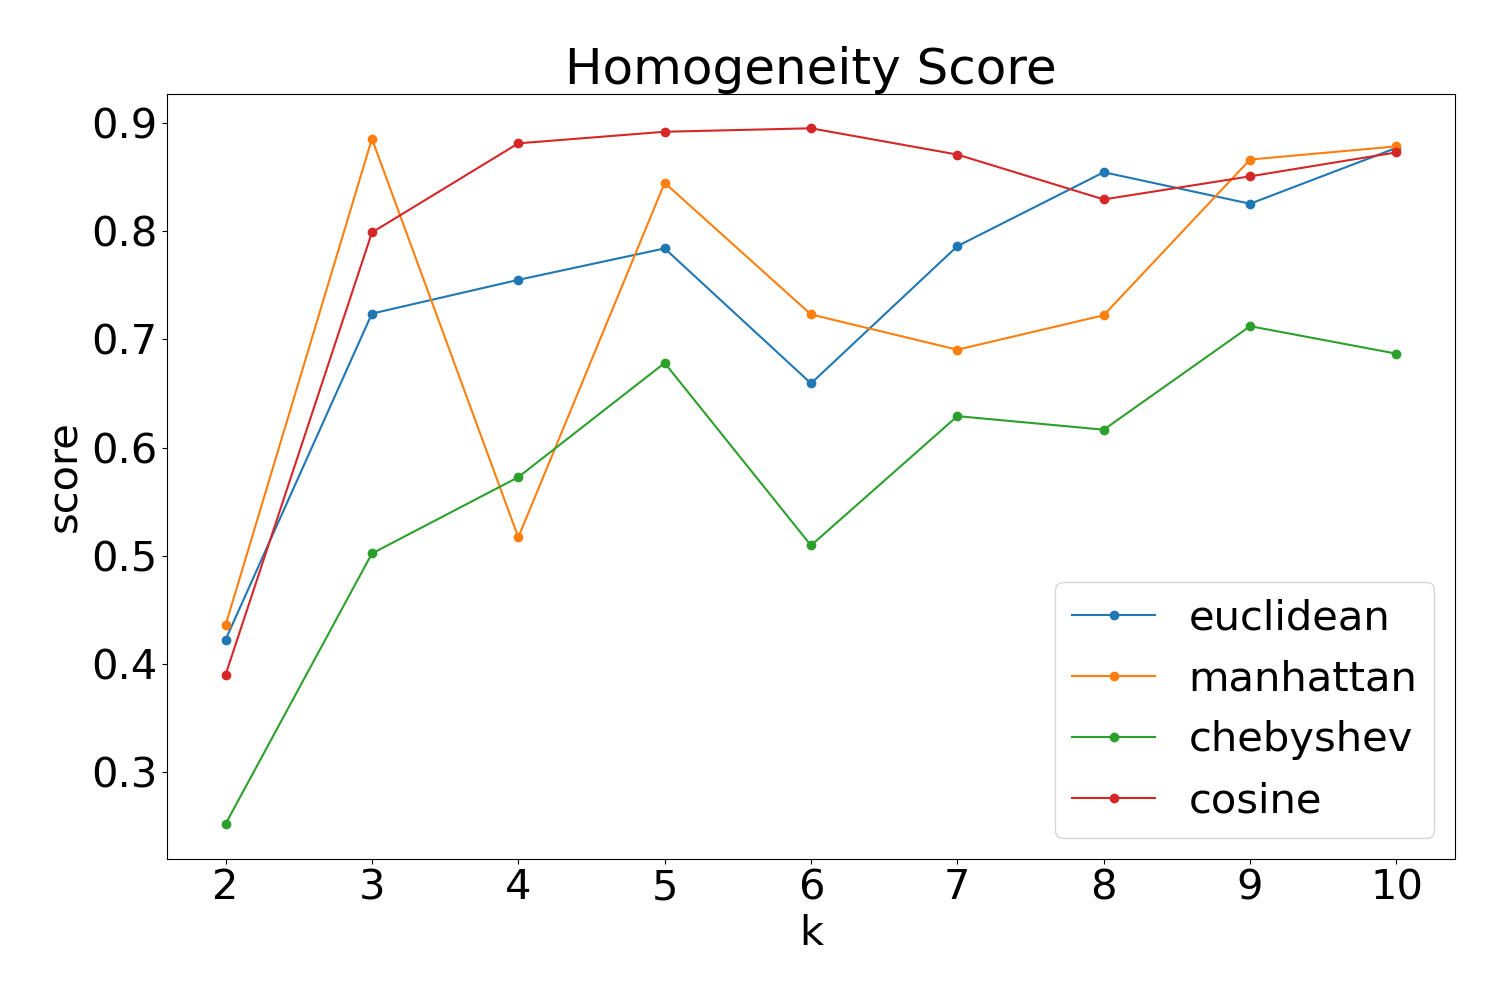 Homogeneity Score
score
0.9
0.8
0.7
0.6
0.5
0.4
0.3
euclidean
manhattan
chebyshev
cosine
2 3 4 5 6 7 8 9 10
k